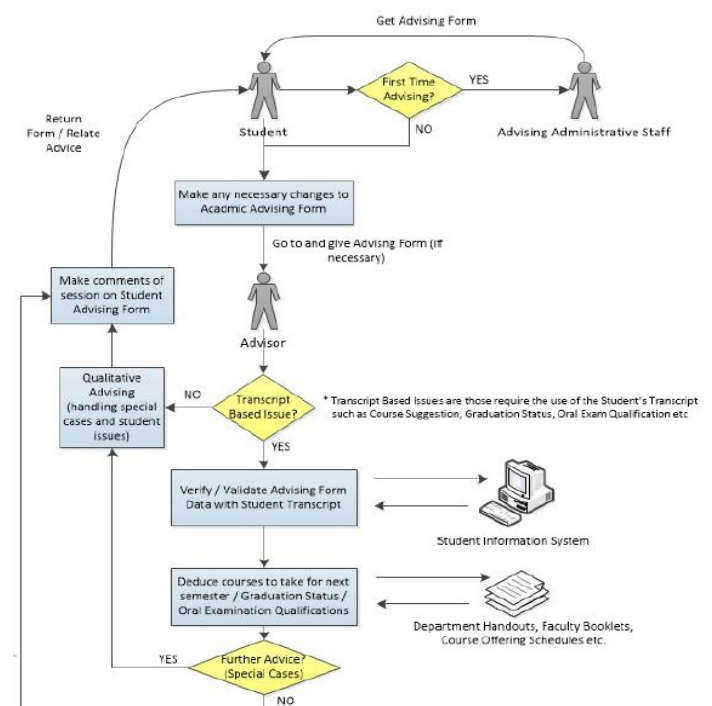 Get Advising Form
First Time
Advising?
YES
NO
Student
Advising Administrative Staff
Return
Form / Relate
Advice
Make any necessary changes to
Acadmic Advising Form
Go to and give Advisng Form (if
necessary)
Make comments of
session on Student
Advising Form
Advisor
Qualitative
Advising
(handling special
cases and student
issues)
NO
Transcript
Based Issue?
* Transcript Based Issues are those require the use of the Student's Transcript
such as Course Suggestion, Graduation Status, Oral Exam Qualification etc
YES
Verify / Validate Advising Form
Data with Student Transcript
Student Information System
Deduce courses to take for next
semester / Graduation Status /
Oral Examination Qualifications
Department Handouts, Faculty Booklets,
Course Offering Schedules etc.
YES
Further Advice?
(Special Cases)
NO